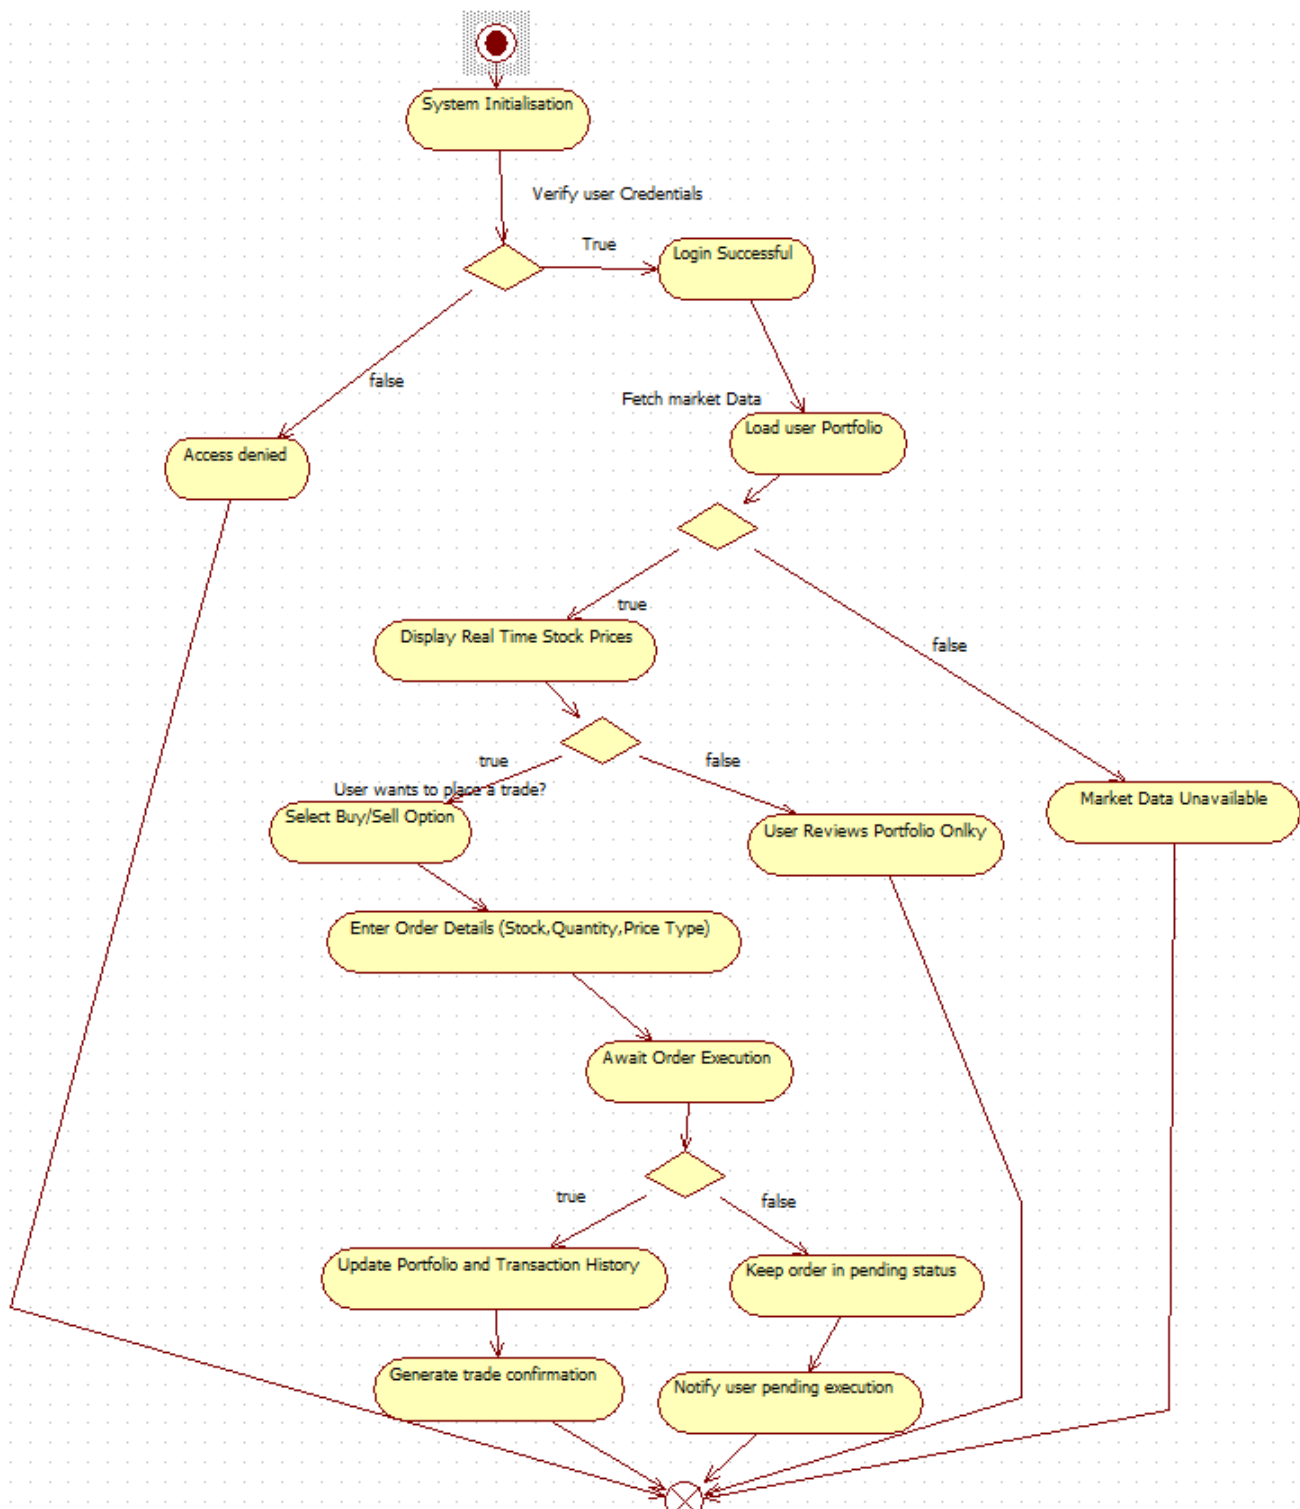 System Initialisation
Verify user Credentials
True
Login Successful
false
Fetch market Data
Load user Portfolio
Access denied
true
Display Real Time Stock Prices
false
true
false
User wants to place a trade?
Select Buy/Sell Option
Market Data Unavailable
User Reviews Portfolio Onlky
Enter Order Details (Stock,Quantity,Price Type)
Await Order Execution
true
false
Update Portfolio and Transaction History
Keep order in pending status
Generate trade confirmation
Notify user pending execution